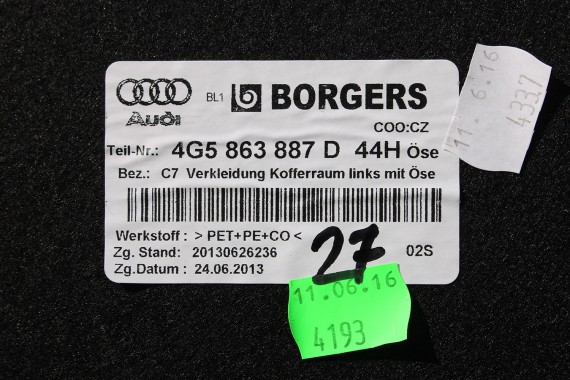 Audi
BL1 BORGERS
COO:CZ
Teil-Nr.: 4G5 863 887 D 44H Öse
Bez.: C7 Verkleidung Kofferraum links mit Öse
Werkstoff : > PET+PE+CO <
Zg. Stand: 20130626236
Zg.Datum : 24.06.2013
27
02S
11.06.16
4193
11. 6.16
4337